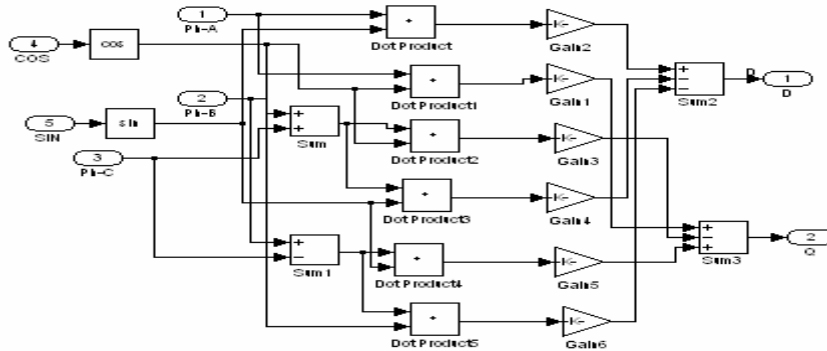 1
Ph-A
4
COS
cos
2
Ph-B
5
SIN
sin
3
Ph-C
+
+
Sum
+
−
Sum1
Dot Product
Dot Product1
Dot Product2
Dot Product3
Dot Product4
Dot Product5
-K-
Gain2
-K-
Gain1
-K-
Gain3
-K-
Gain4
-K-
Gain5
-K-
Gain6
+
−
−
Sum2
D
1
D
+
−
+
Sum3
2
Q